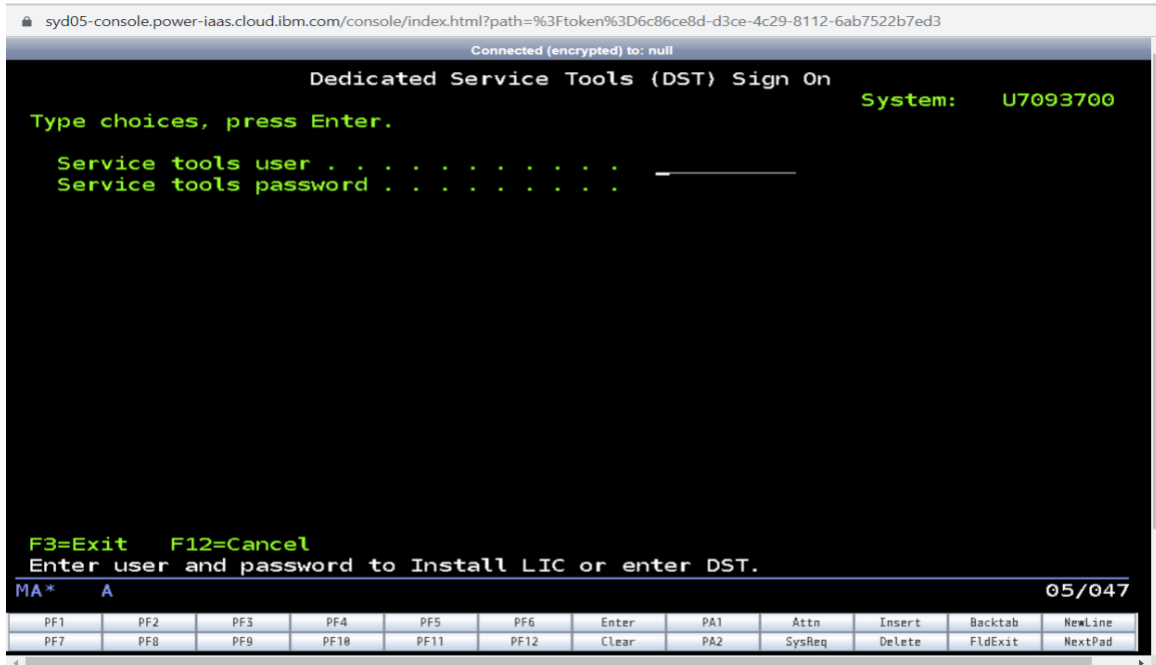 syd05-console.power-iaas.cloud.ibm.com/console/index.html?path=%3Ftoken%3D6c86ce8d-d3ce-4c29-8112-6ab7522b7ed3
Connected (encrypted) to: null
Dedicated Service Tools (DST) Sign On
System: U7093700
Type choices, press Enter.
Service tools user . . . . . . . . . . .
Service tools password . . . . . . . . .
F3=Exit F12=Cancel
Enter user and password to Install LIC or enter DST.
MA* A 05/047
PF1 PF2 PF3 PF4 PF5 PF6 Enter PA1 Attn Insert Backtab NewLine
PF7 PF8 PF9 PF10 PF11 PF12 Clear PA2 SysReq Delete FldExit NextPad